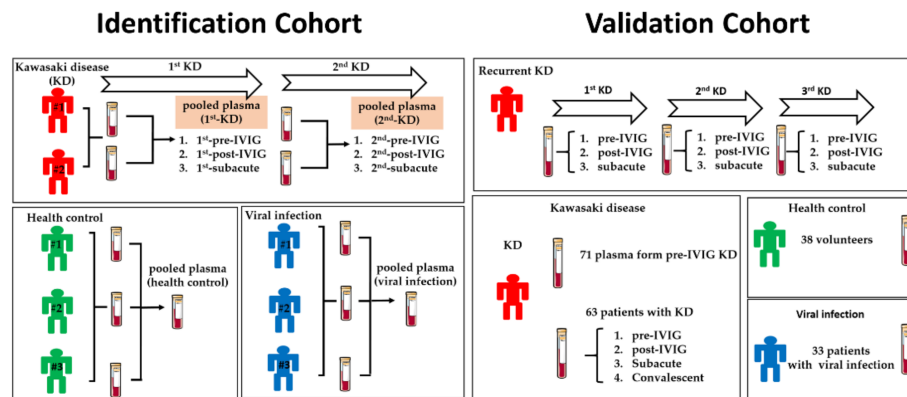 Identification Cohort
Kawasaki disease
(KD)
1st KD
2nd KD
#1
#2
pooled plasma
(1st-KD)
1. 1st-pre-IVIG
2. 1st-post-IVIG
3. 1st-subacute
pooled plasma
(2nd-KD)
1. 2nd-pre-IVIG
2. 2nd-post-IVIG
3. 2nd-subacute
Health control
#1
#2
#3
pooled plasma
(health control)
Viral infection
#1
#2
#3
pooled plasma
(viral infection)
Validation Cohort
Recurrent KD
1st KD
2nd KD
3rd KD
1. pre-IVIG
2. post-IVIG
3. subacute
1. pre-IVIG
2. post-IVIG
3. subacute
1. pre-IVIG
2. post-IVIG
3. subacute
Kawasaki disease
KD
71 plasma form pre-IVIG KD
63 patients with KD
1. pre-IVIG
2. post-IVIG
3. Subacute
4. Convalescent
Health control
38 volunteers
Viral infection
33 patients
with viral infection